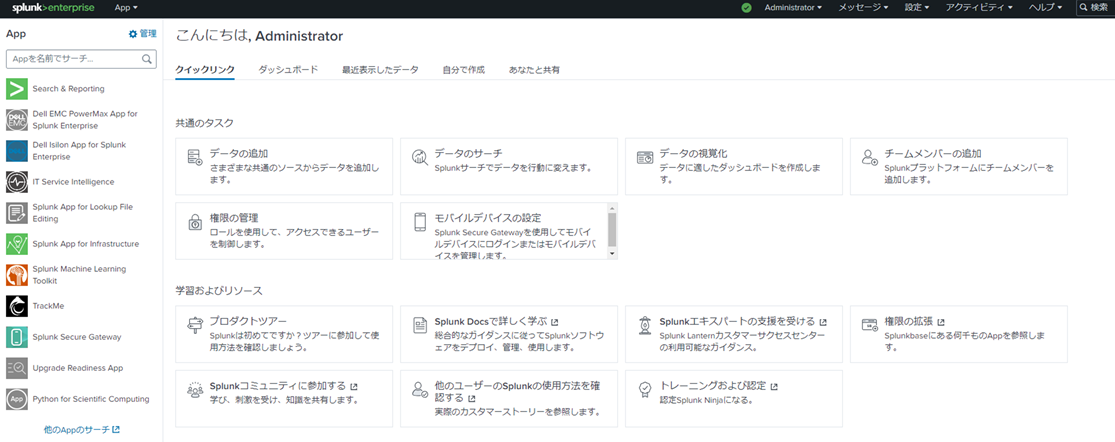 splunk>enterprise App▼ Administrator▼ メッセージ▼ 設定▼ アクティビティ▼ ヘルプ▼ 検索
App 管理
Appを名前でサーチ...
Search & Reporting
DELL EMC
Dell EMC PowerMax App for
Splunk Enterprise
Dell Isilon App for Splunk
Enterprise
IT Service Intelligence
Splunk App for Lookup File
Editing
Splunk App for Infrastructure
Splunk Machine Learning
Toolkit
TrackMe
Splunk Secure Gateway
Upgrade Readiness App
App
Python for Scientific Computing
他のAppのサーチ
こんにちは, Administrator
クイックリンク ダッシュボード 最近表示したデータ 自分で作成 あなたと共有
共通のタスク
データの追加
さまざまな共通のソースからデータを追加し
ます。
データのサーチ
Splunkサーチでデータを行動に変えます。
データの視覚化
データに適したダッシュボードを作成しま
す。
チームメンバーの追加
Splunkプラットフォームにチームメンバーを
追加します。
権限の管理
ロールを使用して、アクセスできるユーザー
を制御します。
モバイルデバイスの設定
Splunk Secure Gatewayを使用してモバイ
ルデバイスにログインまたはモバイルデバ
イスを管理します。
学習およびリソース
プロダクトツアー
Splunkは初めてですか？ツアーに参加して使
用方法を確認しましょう。
Splunk Docsで詳しく学ぶ
総合的なガイダンスに従ってSplunkソフトウ
ェアをデプロイ、管理、使用します。
Splunkエキスパートの支援を受ける
Splunk Lanternカスタマーサクセスセンター
の利用可能なガイダンス。
権限の拡張
Splunkbaseにある何千ものAppを参照しま
す。
Splunkコミュニティに参加する
学び、刺激を受け、知識を共有します。
他のユーザーのSplunkの使用方法を確
認する
実際のカスタマーストーリーを参照します。
トレーニングおよび認定
認定Splunk Ninjaになる。